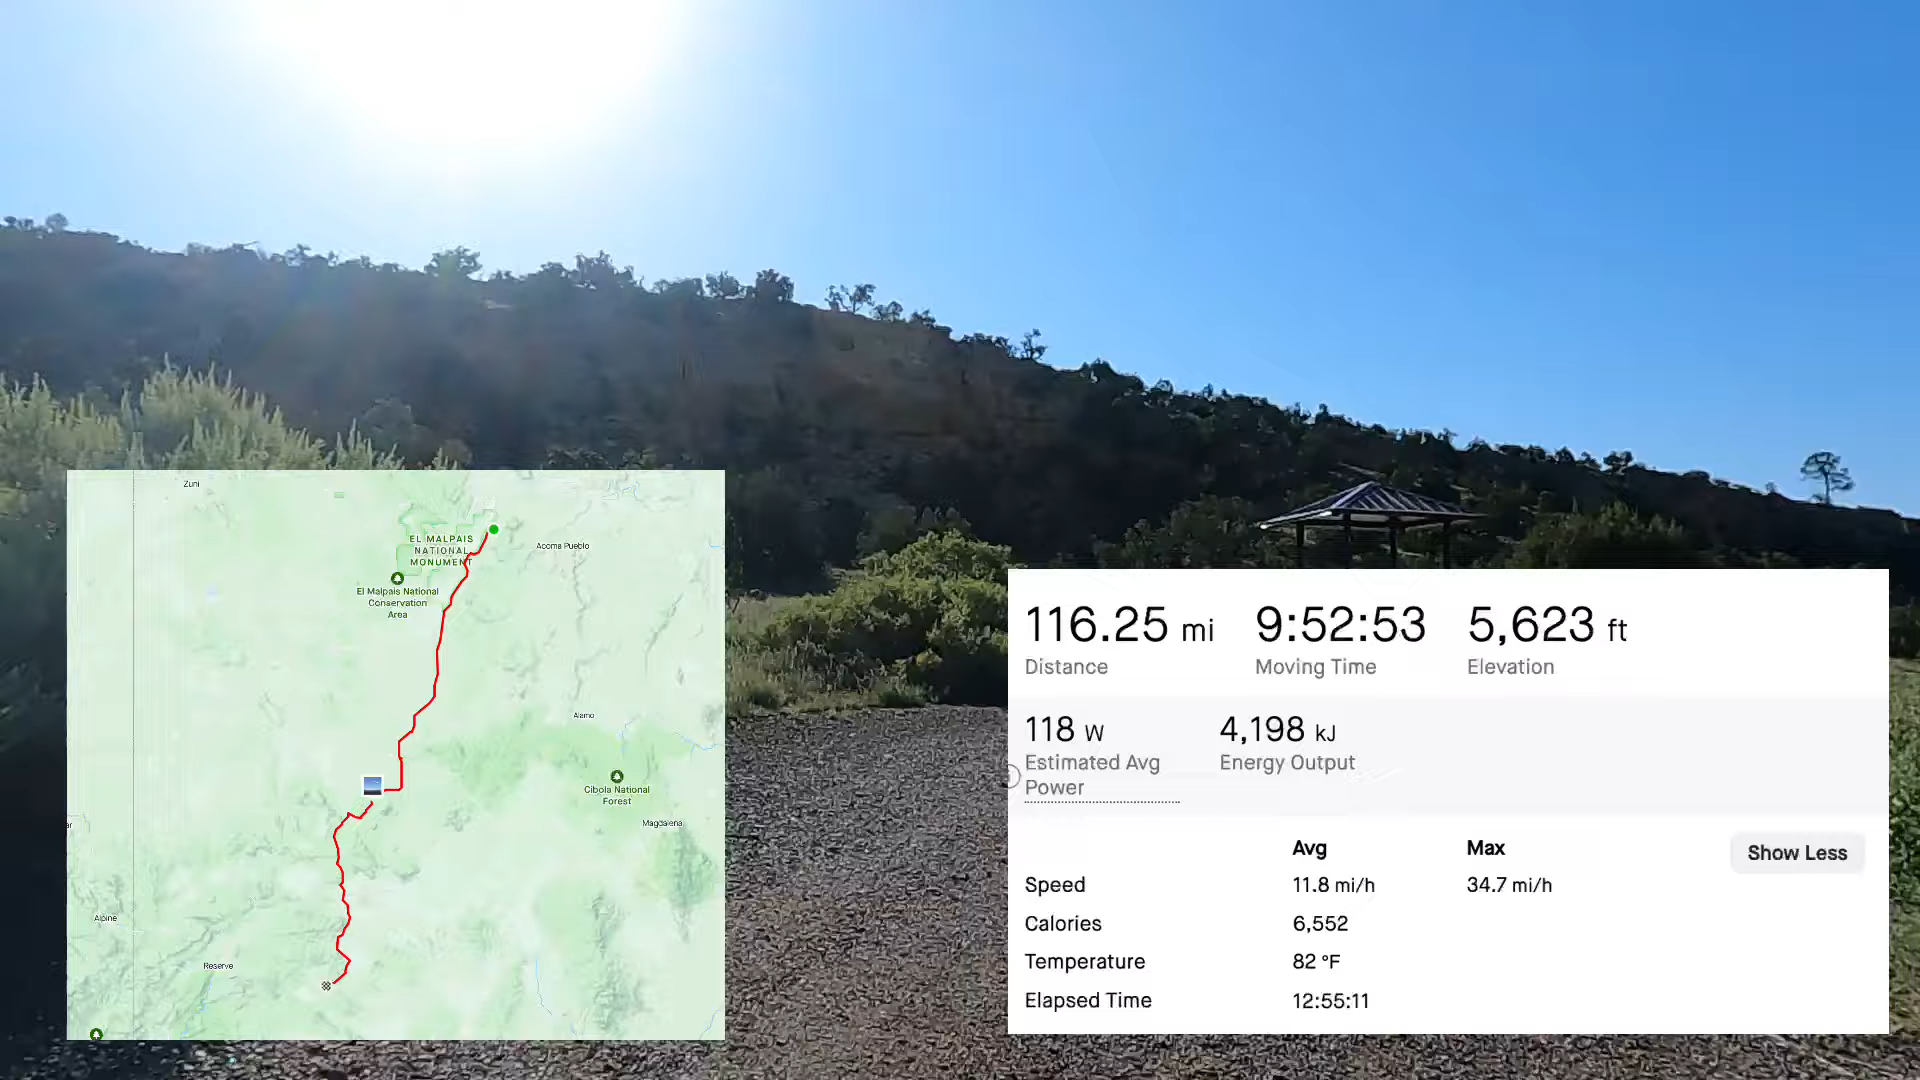 Zuni
EL MALPAIS
NATIONAL
MONUMENT
Acoma Pueblo
El Malpais National
Conservation
Area
Alamo
Cibola National
Forest
Magdalena
ar
Alpine
Reserve
116.25 mi 9:52:53 5,623 ft
Distance Moving Time Elevation
118 W 4,198 kJ
Estimated Avg Energy Output
Power
Avg Max
Show Less
Speed 11.8 mi/h 34.7 mi/h
Calories 6,552
Temperature 82 °F
Elapsed Time 12:55:11